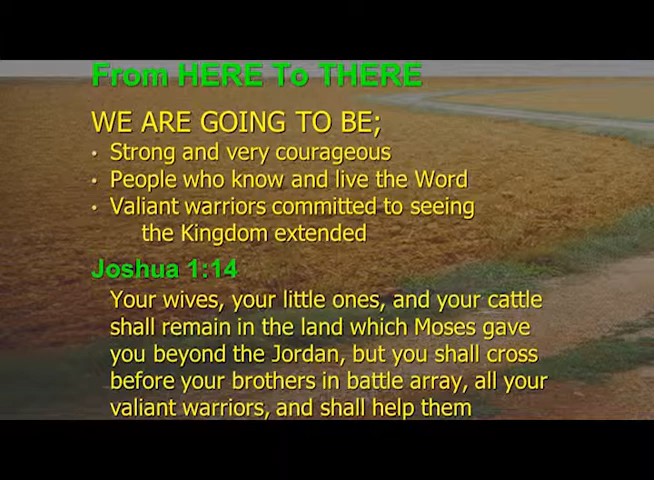 From HERE To THERE
WE ARE GOING TO BE;
• Strong and very courageous
• People who know and live the Word
• Valiant warriors committed to seeing
the Kingdom extended
Joshua 1:14
Your wives, your little ones, and your cattle
shall remain in the land which Moses gave
you beyond the Jordan, but you shall cross
before your brothers in battle array, all your
valiant warriors, and shall help them